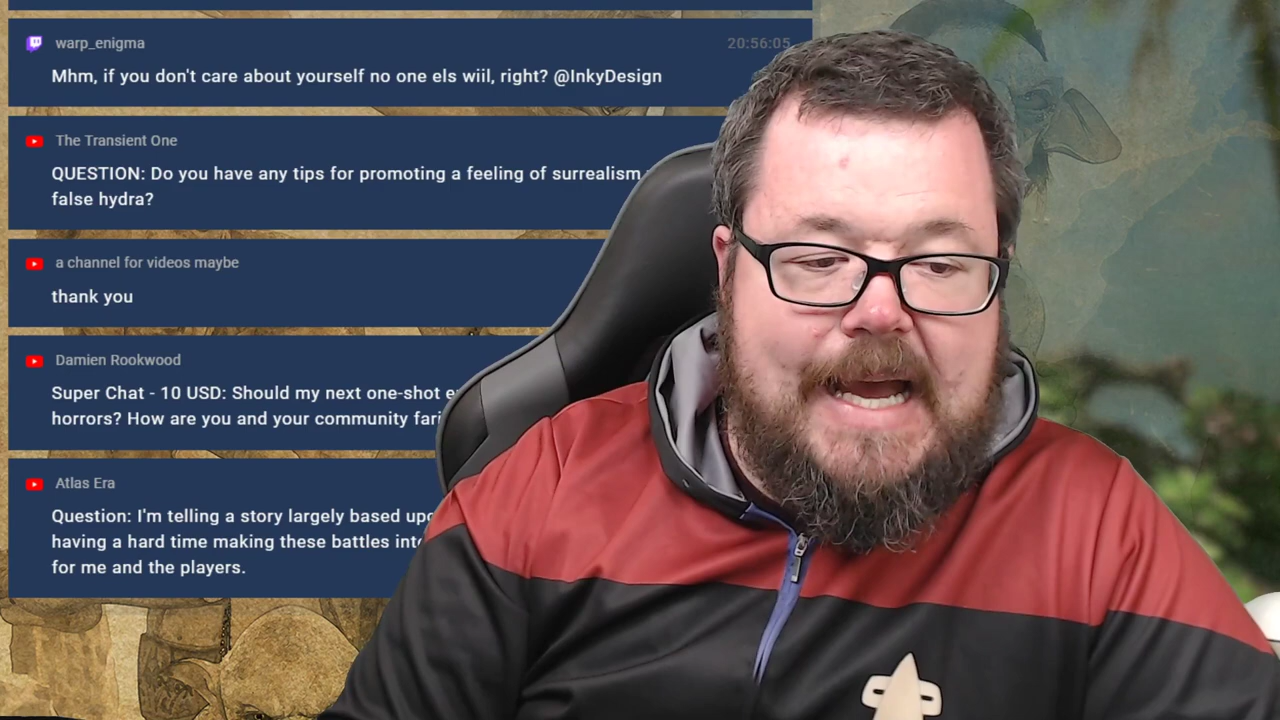 warp_enigma
20:56:05
Mhm, if you don't care about yourself no one els wiil, right? @InkyDesign
The Transient One
QUESTION: Do you have any tips for promoting a feeling of surrealism
false hydra?
a channel for videos maybe
thank you
Damien Rookwood
Super Chat - 10 USD: Should my next one-shot
horrors? How are you and your community
Atlas Era
Question: I'm telling a story largely based
having a hard time making these battles
for me and the players.